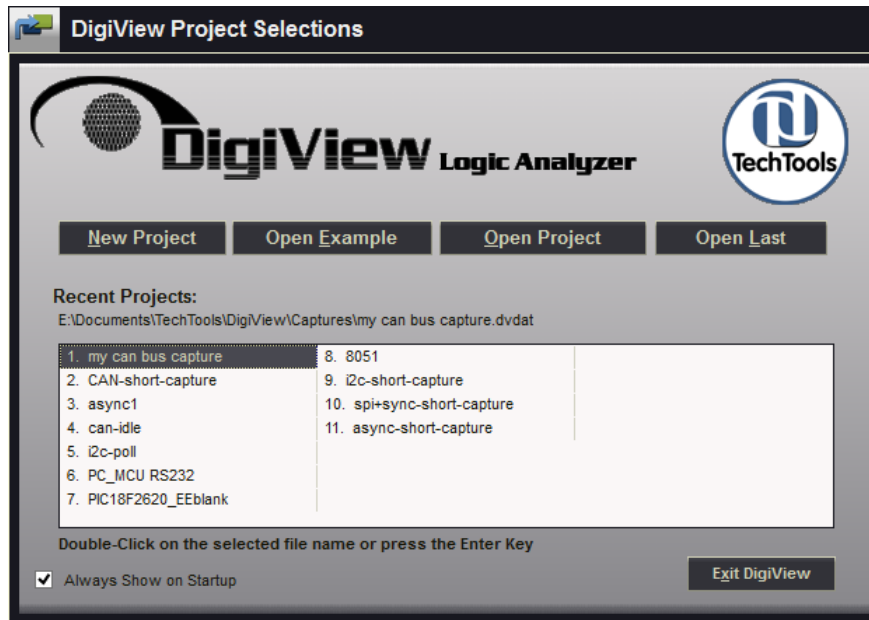 DigiView Project Selections
DigiView Logic Analyzer
TechTools
New Project Open Example Open Project Open Last
Recent Projects:
E:\Documents\TechTools\DigiView\Captures\my can bus capture.dvdat
1. my can bus capture
2. CAN-short-capture
3. async1
4. can-idle
5. i2c-poll
6. PC_MCU RS232
7. PIC18F2620_EEblank
8. 8051
9. i2c-short-capture
10. spi+sync-short-capture
11. async-short-capture
Double-Click on the selected file name or press the Enter Key
Always Show on Startup
Exit DigiView